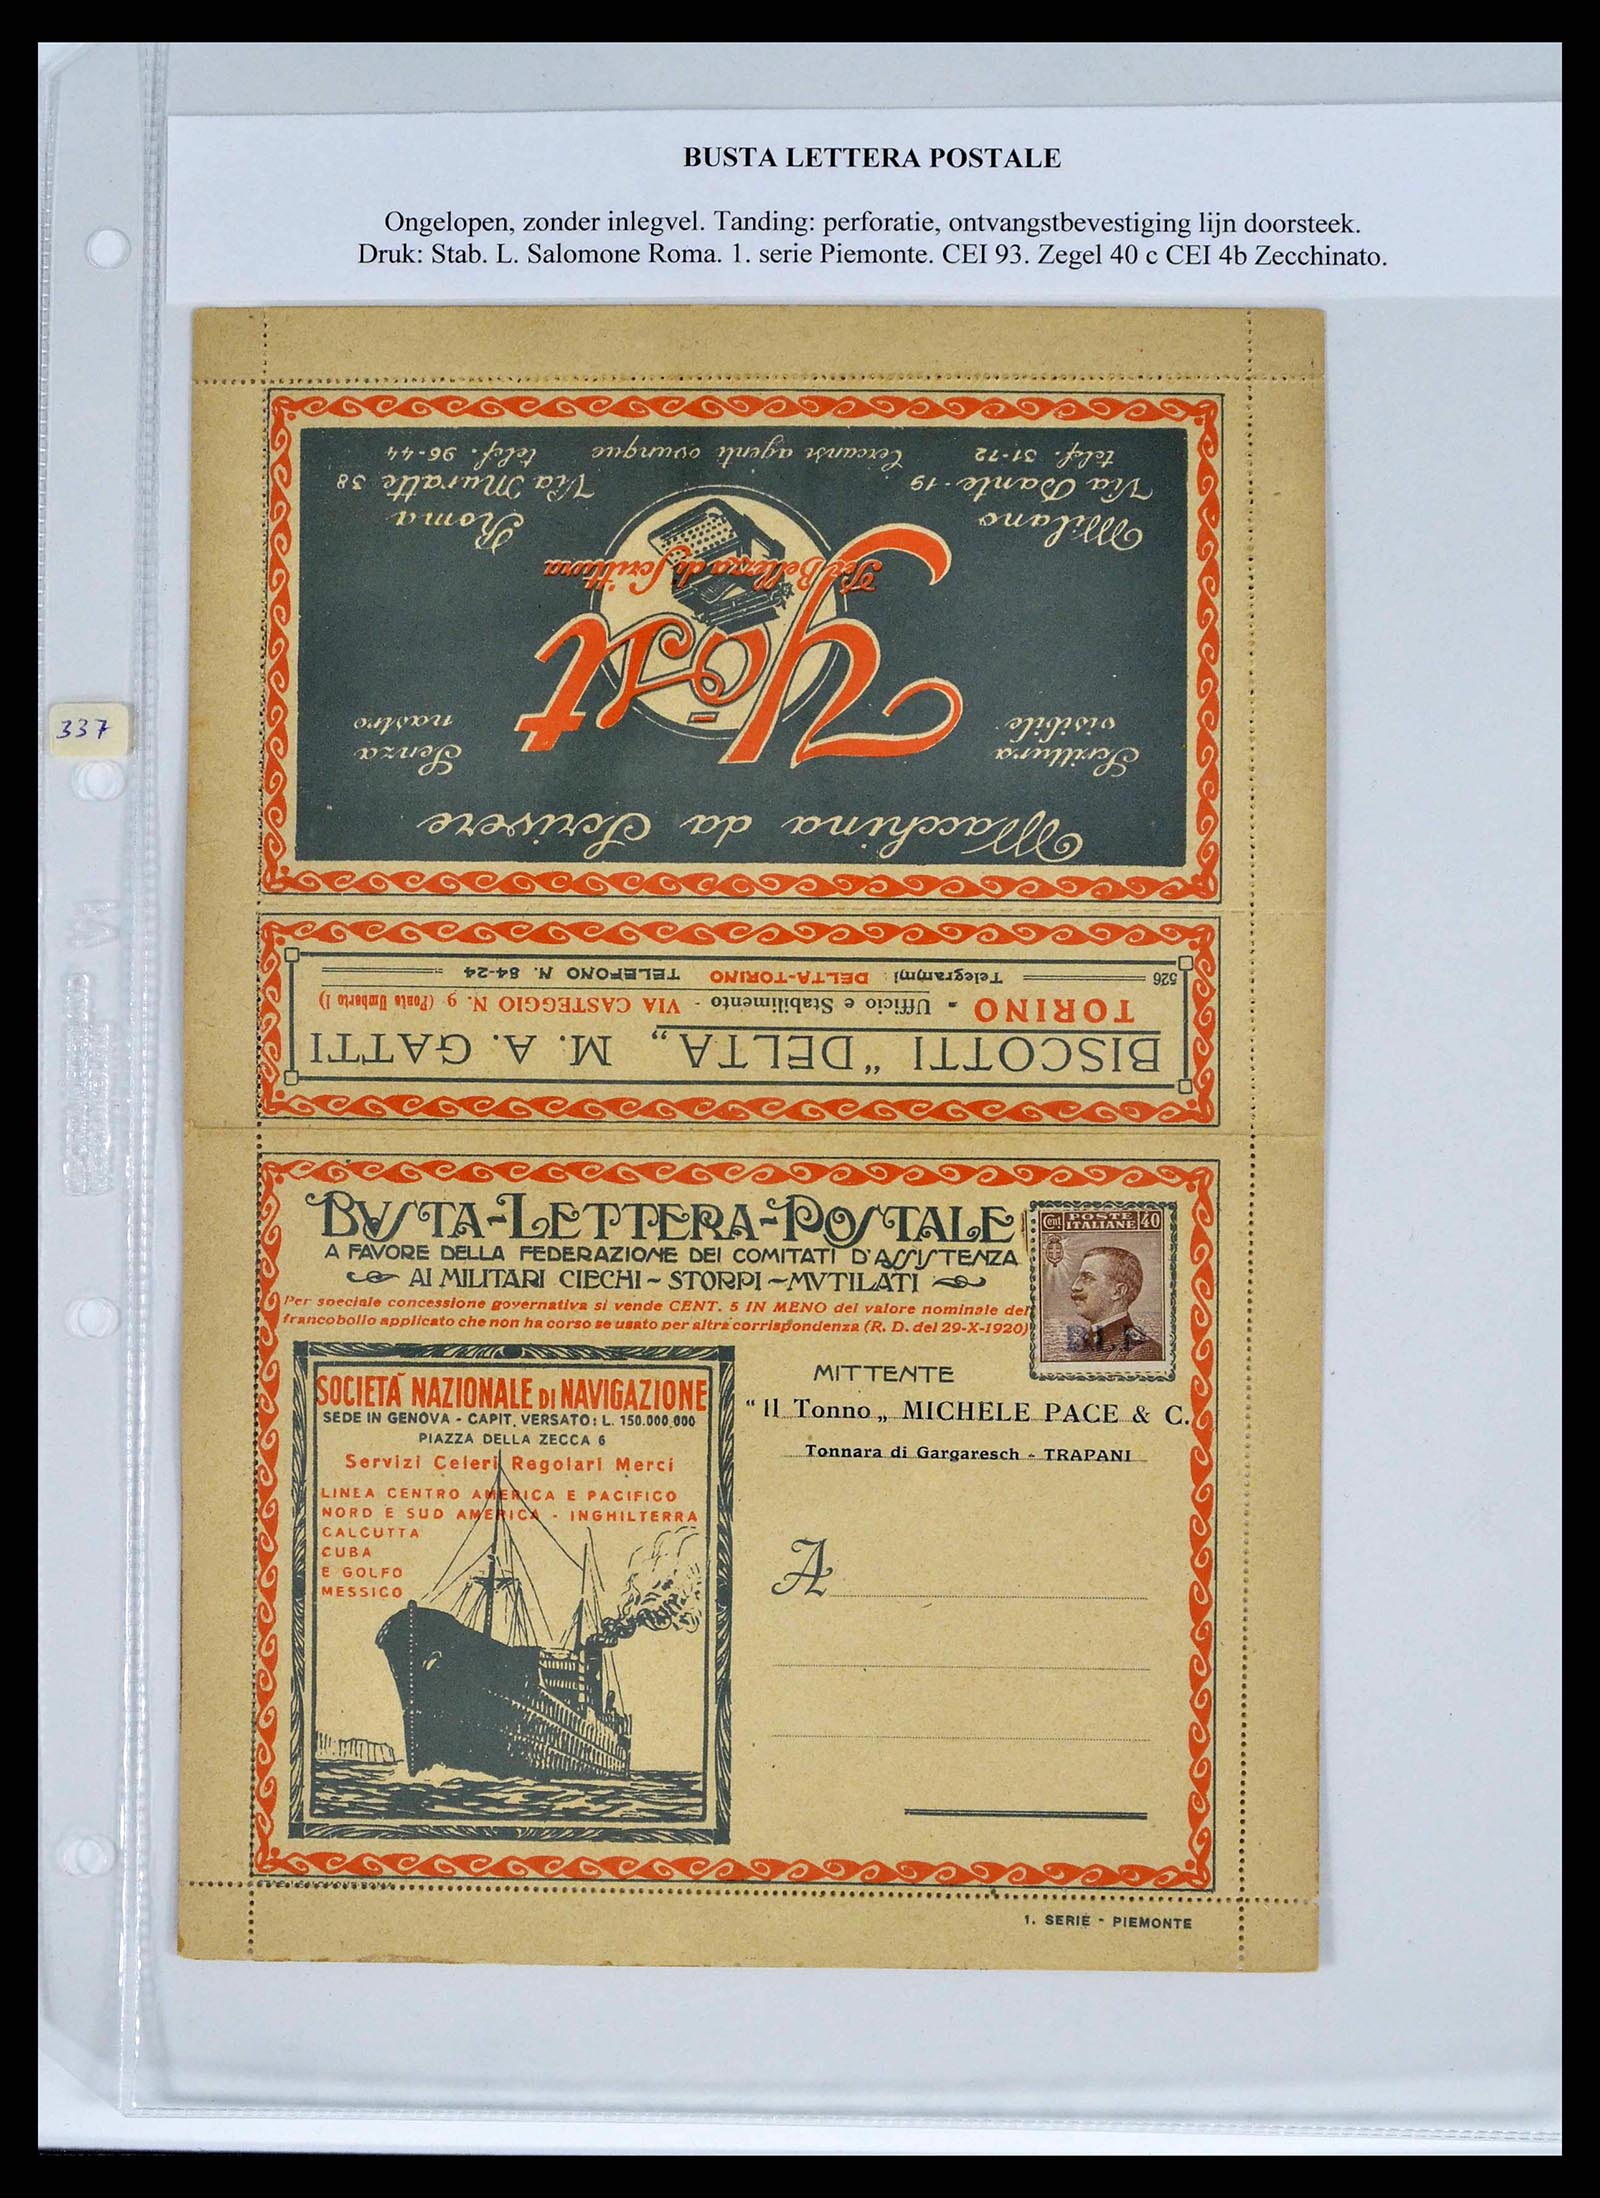 BUSTA LETTERA POSTALE
Ongelopen, zonder inlegvel. Tanding: perforatie, ontvangstbevestiging lijn doorsteek.
Druk: Stab. L. Salomone Roma. 1. serie Piemonte. CEI 93. Zegel 40 c CEI 4b Zecchinato.
337
Macchina da Scrivere
Scrittura visibile
Senza nastro
Yost
Per Bellezza di Scrittura
Milano
Via Dante - 19
telef. 31-72
Roma
Via Muratte 38
telef. 96-44
Cercansi agenti ovunque
BISCOTTI "DELTA„ M. A. GATTI
TORINO - Ufficio e Stabilimento - VIA CASTEGGIO N. 9 (Ponte Umberto I)
526 Telegrammi: DELTA-TORINO TELEFONO N. 84-24
BUSTA-LETTERA-POSTALE
A FAVORE DELLA FEDERAZIONE DEI COMITATI D'ASSISTENZA
AI MILITARI CIECHI ~ STORPI ~ MVTILATI
Per speciale concessione governativa si vende CENT. 5 IN MENO del valore nominale del
francobollo applicato che non ha corso se usato per altra corrispondenza (R. D. del 29-X-1920)
Cent POSTE ITALIANE 40
BLP
SOCIETÀ NAZIONALE DI NAVIGAZIONE
SEDE IN GENOVA - CAPIT. VERSATO: L. 150.000.000
PIAZZA DELLA ZECCA 6
Servizi Celeri Regolari Merci
LINEA CENTRO AMERICA E PACIFICO
NORD E SUD AMERICA - INGHILTERRA
CALCUTTA
CUBA
E GOLFO
MESSICO
MITTENTE
"Il Tonno„ MICHELE PACE & C.
Tonnara di Gargaresch - TRAPANI
A
1. SERIE - PIEMONTE